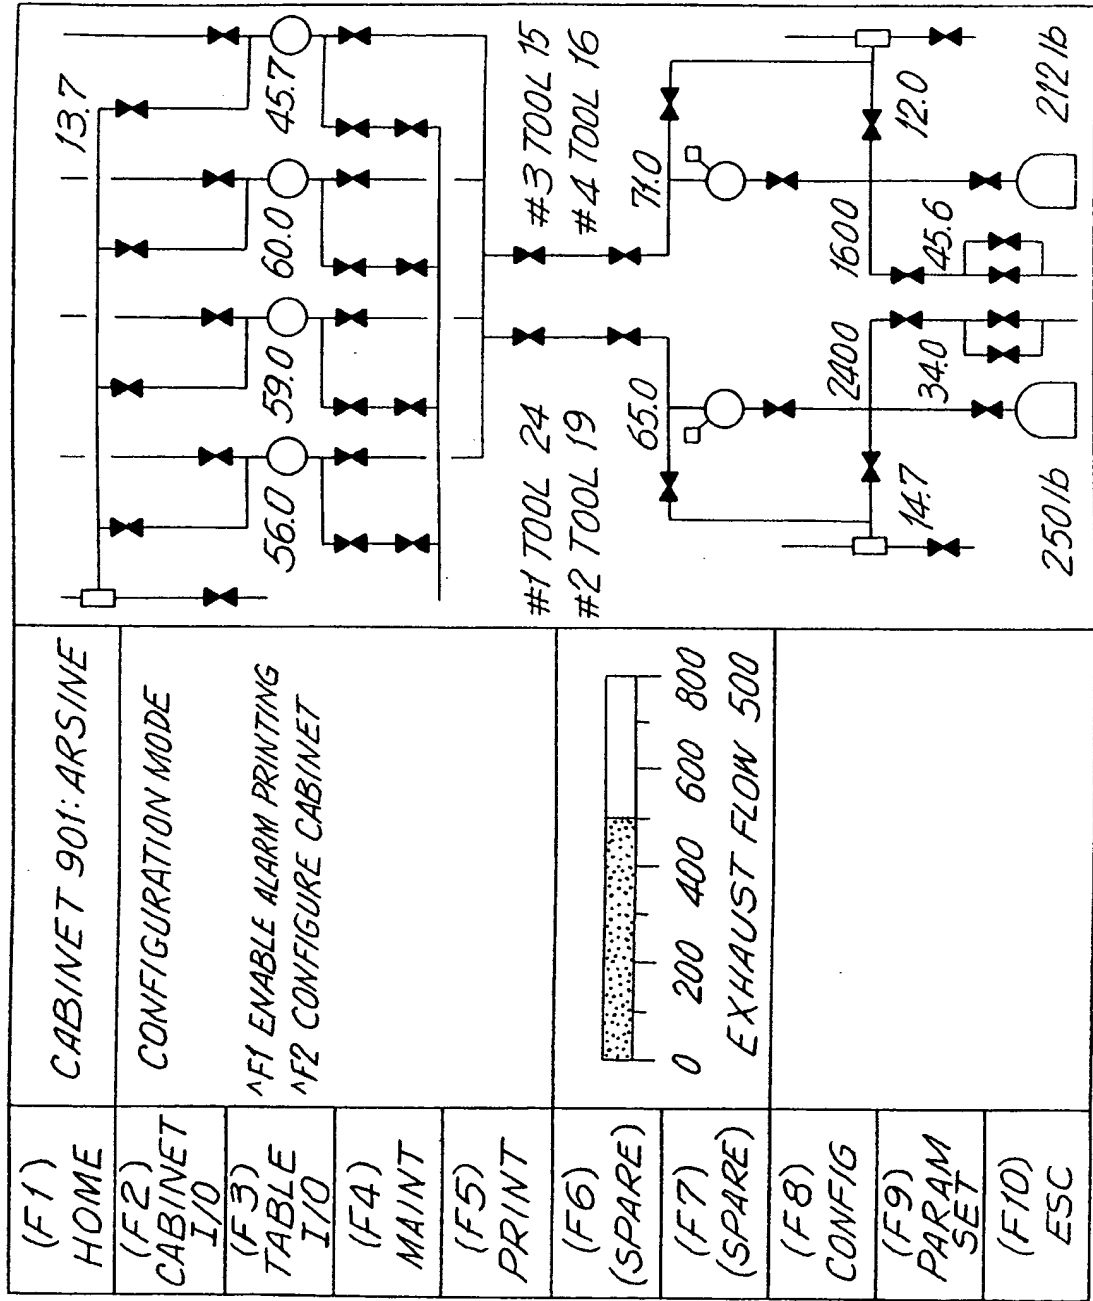 (F1)
HOME
(F2)
CABINET
I/O
(F3)
TABLE
I/O
(F4)
MAINT
(F5)
PRINT
(F6)
(SPARE)
(F7)
(SPARE)
(F8)
CONFIG
(F9)
PARAM
SET
(F10)
ESC
CABINET 901: ARSINE
CONFIGURATION MODE
^F1 ENABLE ALARM PRINTING
^F2 CONFIGURE CABINET
0 200 400 600 800
EXHAUST FLOW 500
13.7
56.0 59.0 60.0 45.7
#1 TOOL 24 #3 TOOL 15
#2 TOOL 19 #4 TOOL 16
65.0 71.0
2400 1600
14.7 34.0 45.6 12.0
250 lb 212 lb